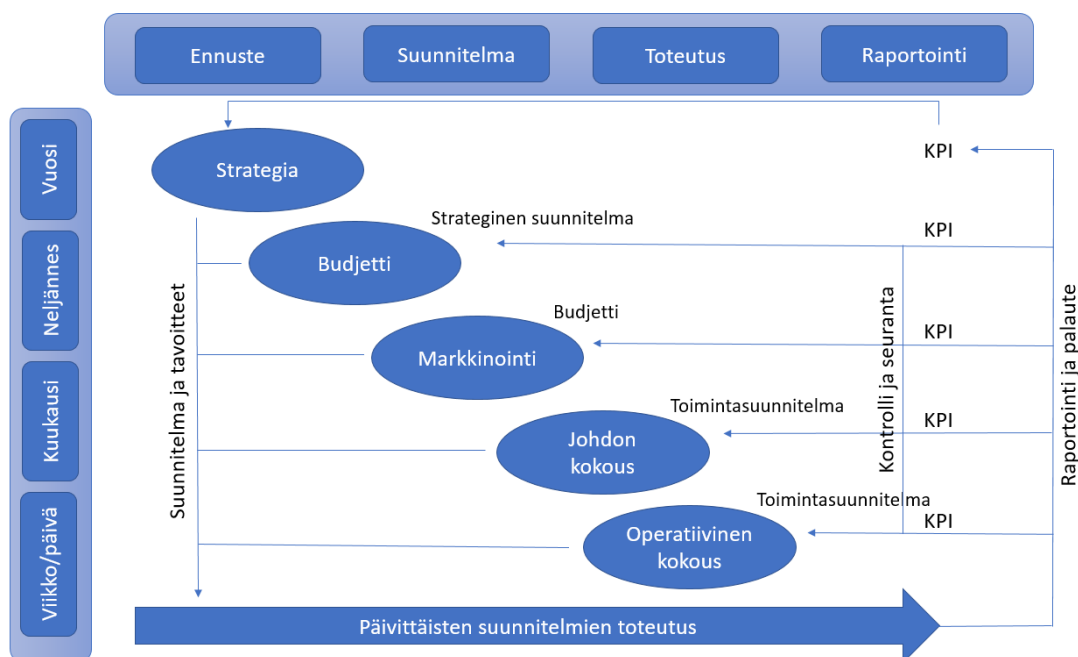 Ennuste
Suunnitelma
Toteutus
Raportointi
Vuosi
Neljännes
Kuukausi
Viikko/päivä
Strategia
KPI
Strateginen suunnitelma
KPI
Budjetti
Budjetti
KPI
Markkinointi
Toimintasuunnitelma
KPI
Johdon
kokous
Toimintasuunnitelma
KPI
Operatiivinen
kokous
Suunnitelma ja tavoitteet
Kontrolli ja seuranta
Raportointi ja palaute
Päivittäisten suunnitelmien toteutus